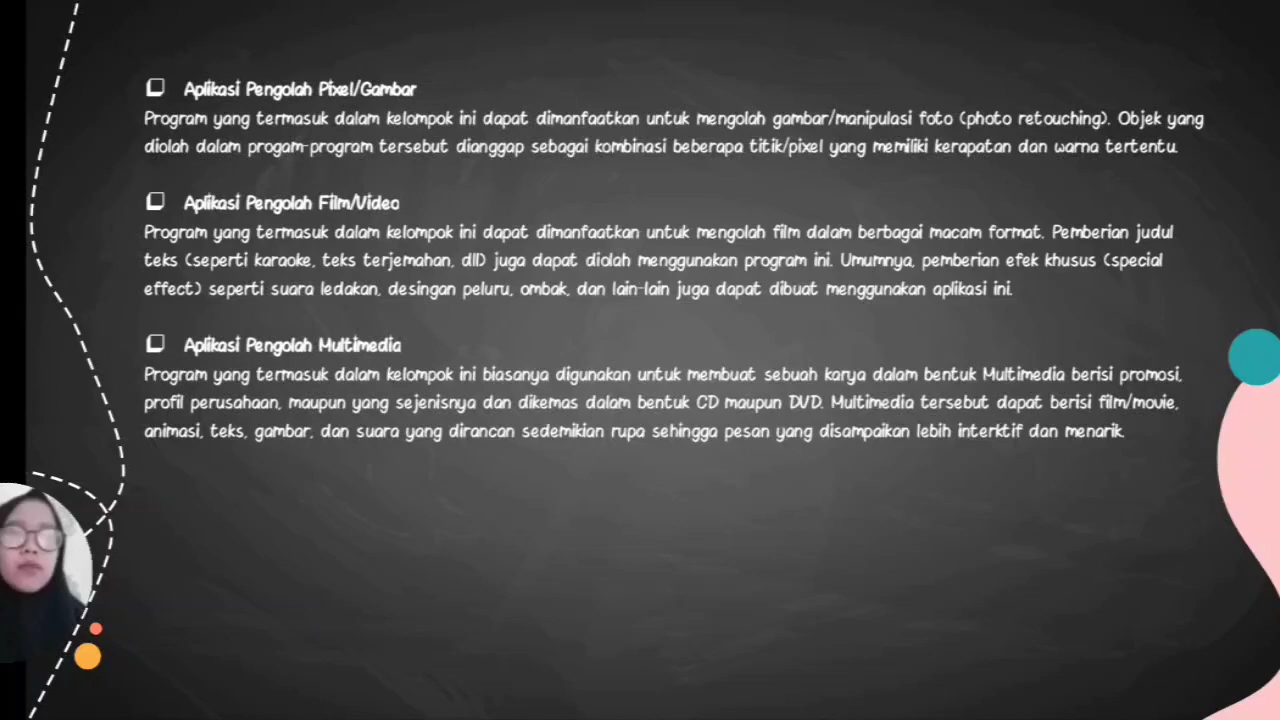 Aplikasi Pengolah Pixel/Gambar
Program yang termasuk dalam kelompok ini dapat dimanfaatkan untuk mengolah gambar/manipulasi foto (photo retouching). Objek yang
diolah dalam progam-program tersebut dianggap sebagai kombinasi beberapa titik/pixel yang memiliki kerapatan dan warna tertentu.
Aplikasi Pengolah Film/Video
Program yang termasuk dalam kelompok ini dapat dimanfaatkan untuk mengolah film dalam berbagai macam format. Pemberian judul
teks (seperti karaoke, teks terjemahan, dll) juga dapat diolah menggunakan program ini. Umumnya, pemberian efek khusus (special
effect) seperti suara ledakan, desingan peluru, ombak, dan lain-lain juga dapat dibuat menggunakan aplikasi ini.
Aplikasi Pengolah Multimedia
Program yang termasuk dalam kelompok ini biasanya digunakan untuk membuat sebuah karya dalam bentuk Multimedia berisi promosi,
profil perusahaan, maupun yang sejenisnya dan dikemas dalam bentuk CD maupun DVD. Multimedia tersebut dapat berisi film/movie,
animasi, teks, gambar, dan suara yang dirancan sedemikian rupa sehingga pesan yang disampaikan lebih interktif dan menarik.